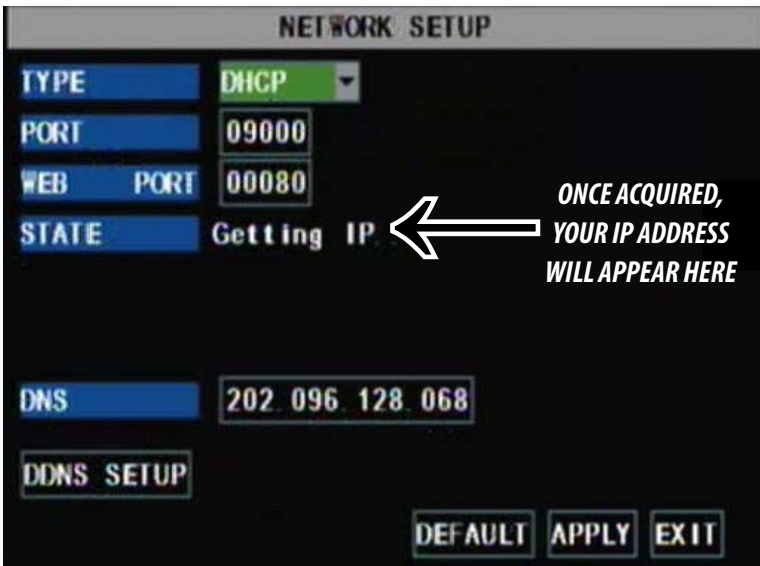 NETWORK SETUP
TYPE DHCP
PORT 09000
WEB PORT 00080
STATE Getting IP..
ONCE ACQUIRED,
YOUR IP ADDRESS
WILL APPEAR HERE
DNS 202.096.128.068
DDNS SETUP
DEFAULT APPLY EXIT